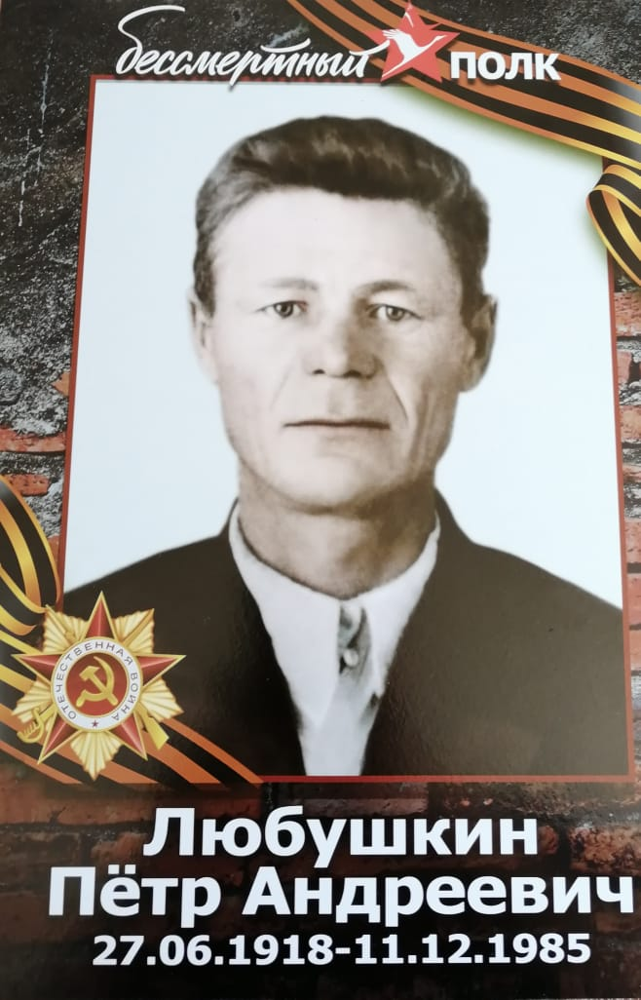 бессмертный полк
ОТЕЧЕСТВЕННАЯ ВОЙНА
Любушкин
Пётр Андреевич
27.06.1918-11.12.1985